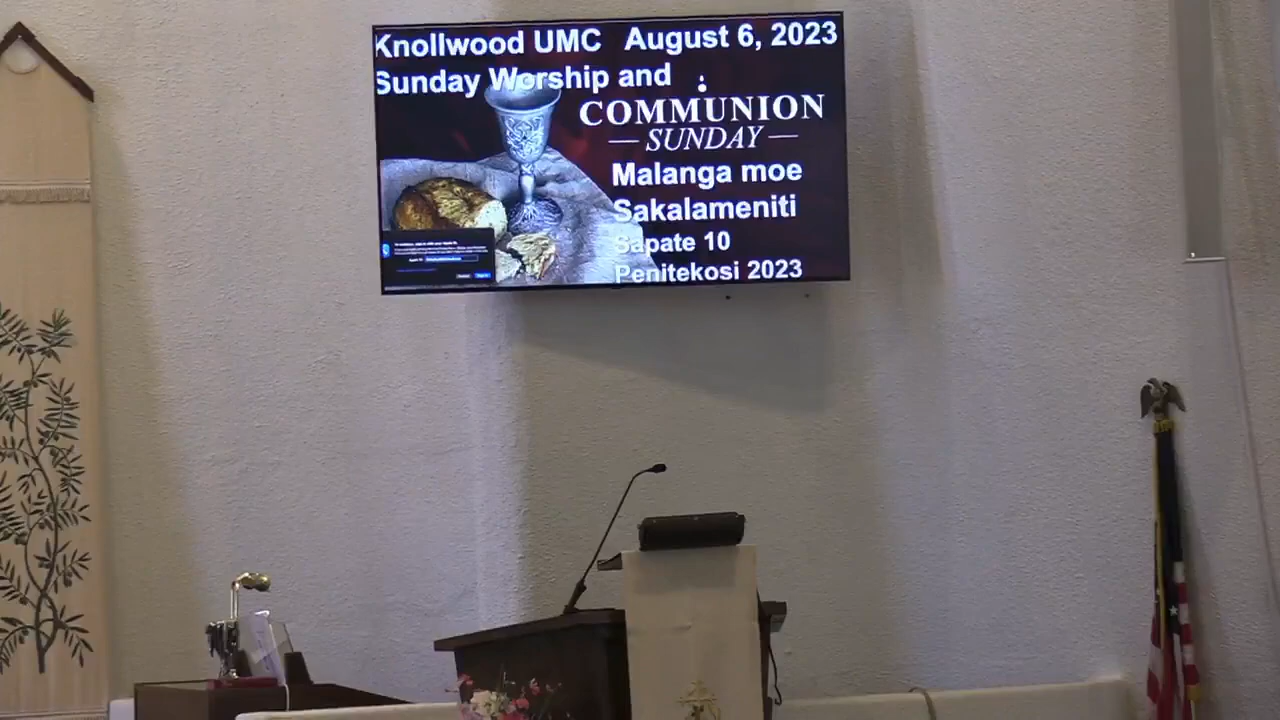 Knollwood UMC August 6, 2023
Sunday Worship and :
COMMUNION
— SUNDAY —
Malanga moe
Sakalameniti
Sapate 10
Penitekosi 2023